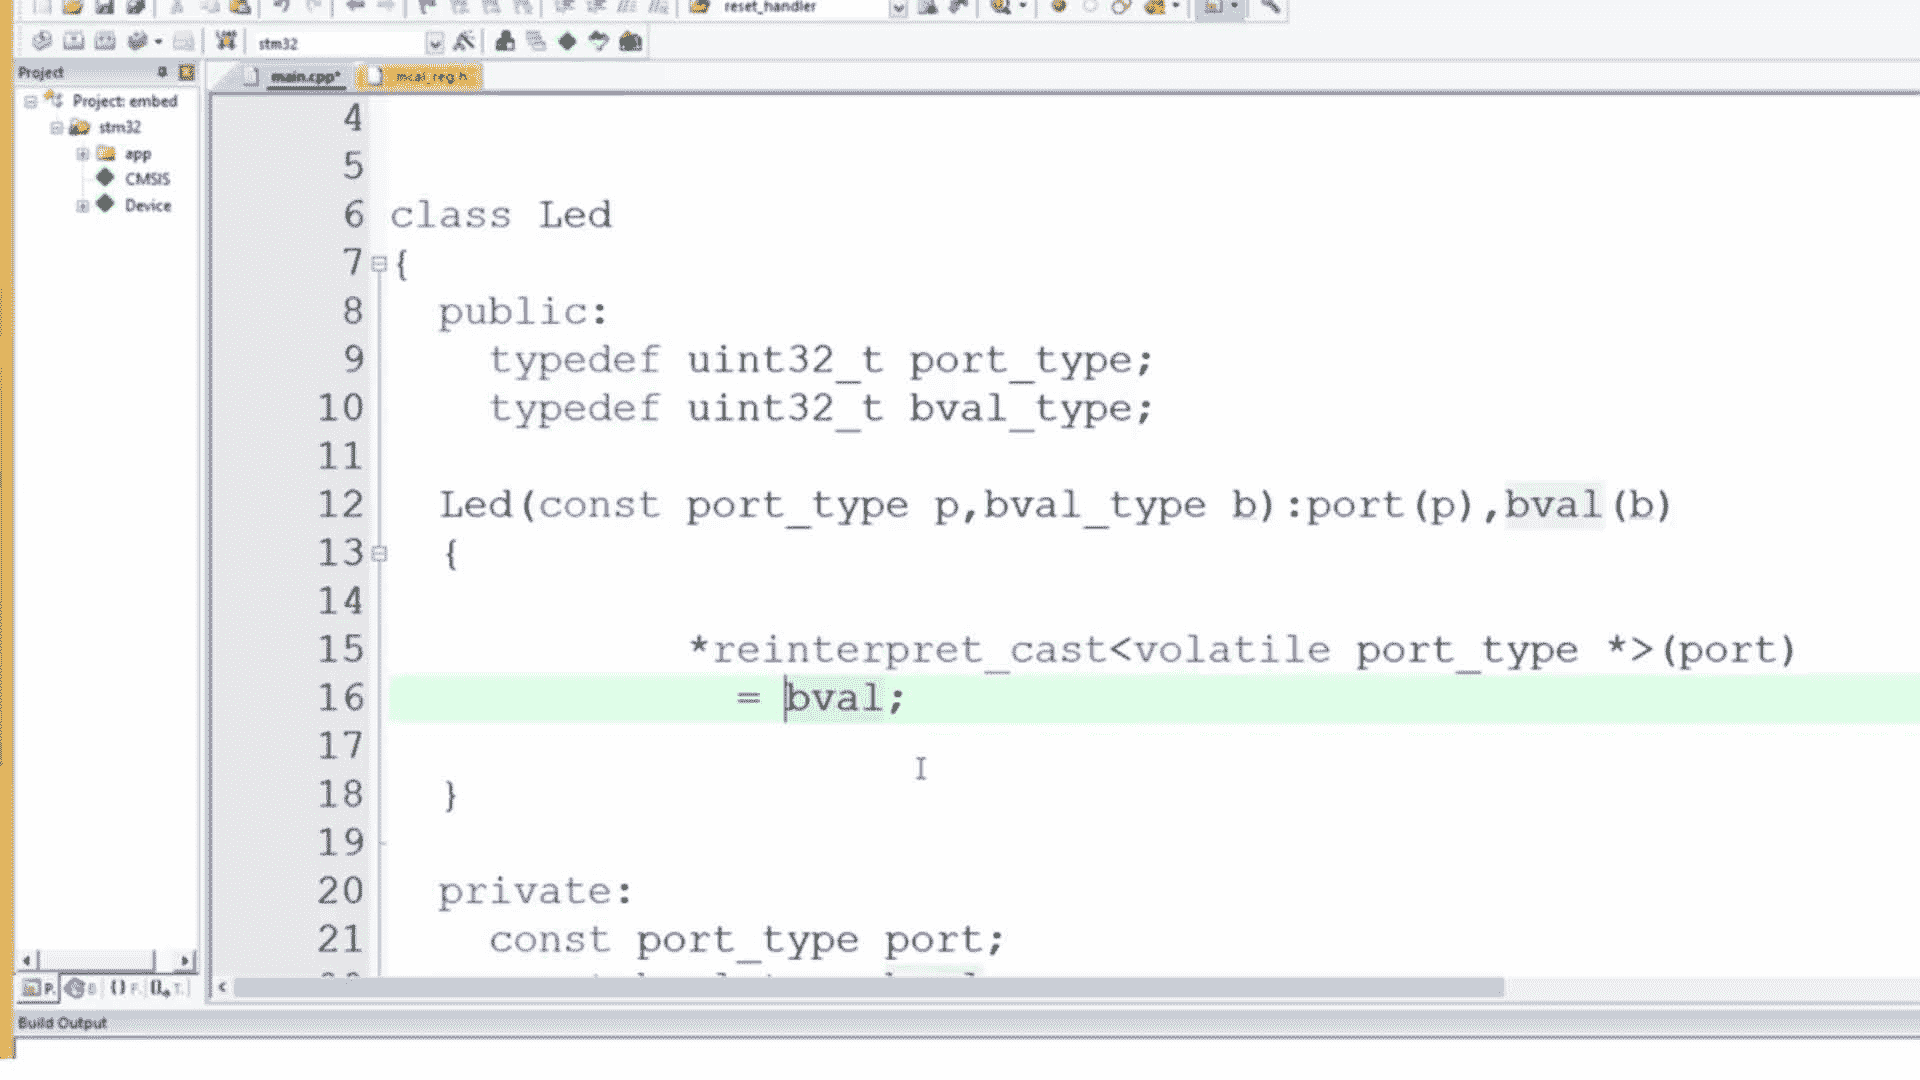 reset_handler
stm32
Project
main.cpp*
mcal_reg.h
Project: embed
stm32
app
CMSIS
Device
4
5
6 class Led
7 {
8 public:
9 typedef uint32_t port_type;
10 typedef uint32_t bval_type;
11
12 Led(const port_type p,bval_type b):port(p),bval(b)
13 {
14
15 *reinterpret_cast<volatile port_type *>(port)
16 = bval;
17
18 }
19
20 private:
21 const port_type port;
P. B {} F. T.
Build Output